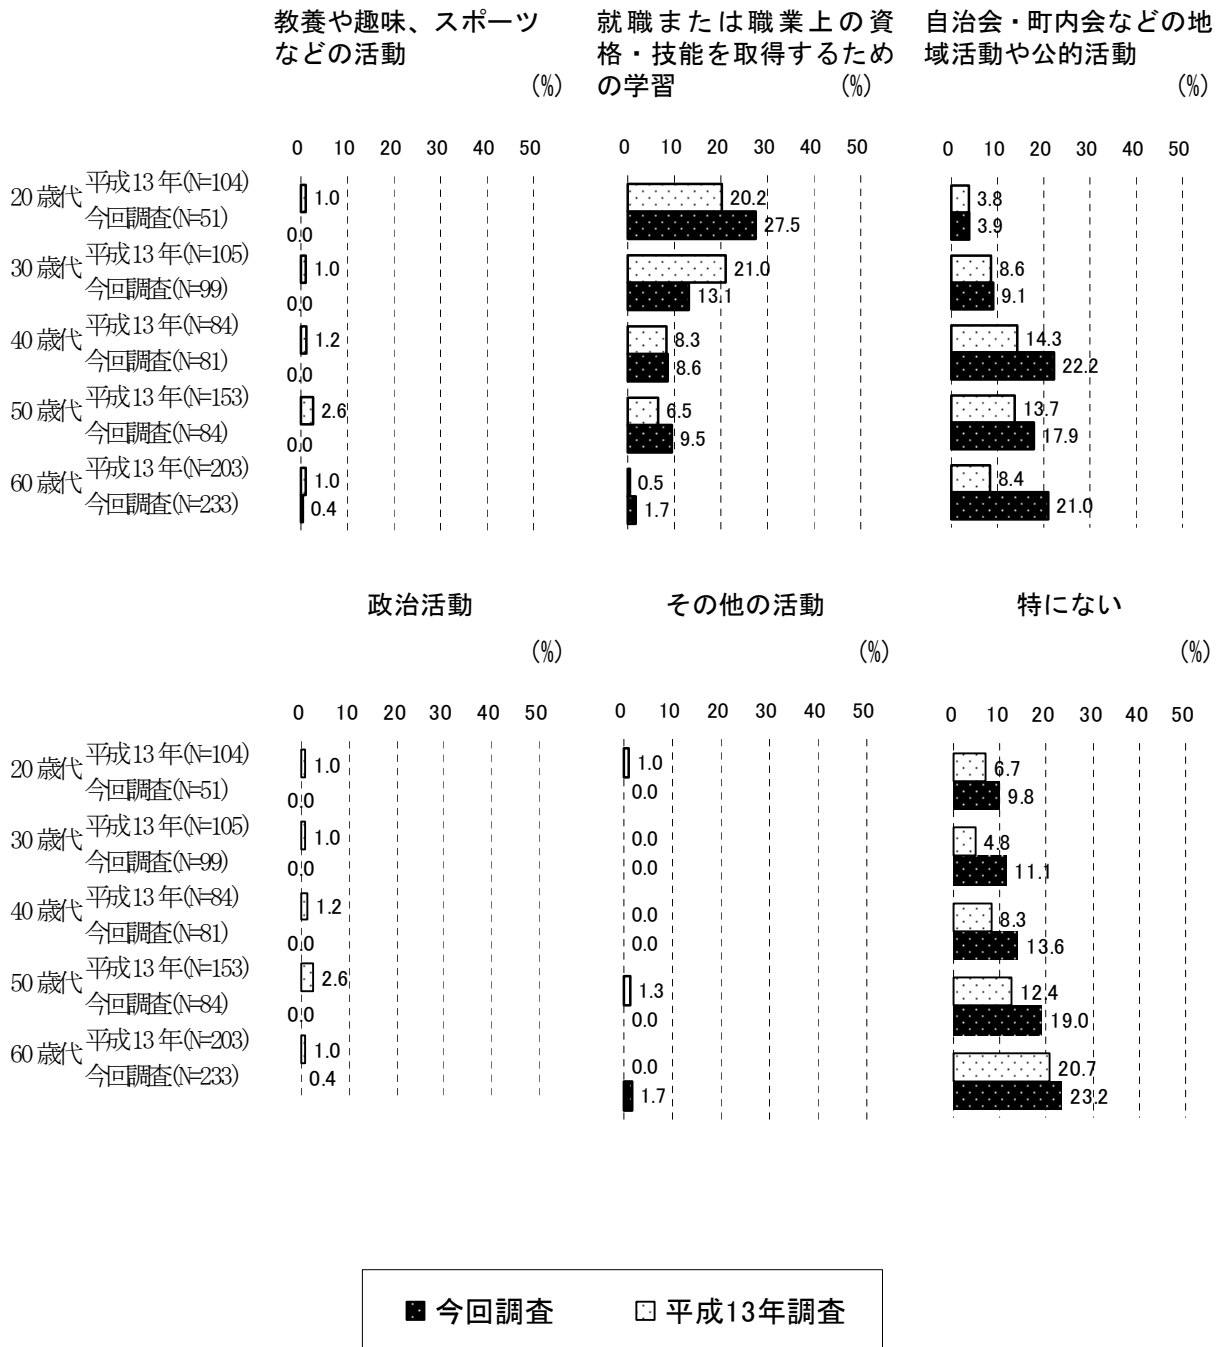 教養や趣味、スポーツ
などの活動
(%)
就職または職業上の資
格・技能を取得するため
の学習 (%)
自治会・町内会などの地
域活動や公的活動
(%)
0 10 20 30 40 50
0 10 20 30 40 50
0 10 20 30 40 50
20歳代 平成13年(N=104) 1.0 20.2 3.8
今回調査(N=51) 0.0 27.5 3.9
30歳代 平成13年(N=105) 1.0 21.0 8.6
今回調査(N=99) 0.0 13.1 9.1
40歳代 平成13年(N=84) 1.2 8.3 14.3
今回調査(N=81) 0.0 8.6 22.2
50歳代 平成13年(N=153) 2.6 6.5 13.7
今回調査(N=84) 0.0 9.5 17.9
60歳代 平成13年(N=203) 1.0 0.5 8.4
今回調査(N=233) 0.4 1.7 21.0
政治活動
(%)
その他の活動
(%)
特にない
(%)
0 10 20 30 40 50
0 10 20 30 40 50
0 10 20 30 40 50
20歳代 平成13年(N=104) 1.0 1.0 6.7
今回調査(N=51) 0.0 0.0 9.8
30歳代 平成13年(N=105) 1.0 0.0 4.8
今回調査(N=99) 0.0 0.0 11.1
40歳代 平成13年(N=84) 1.2 0.0 8.3
今回調査(N=81) 0.0 0.0 13.6
50歳代 平成13年(N=153) 2.6 1.3 12.4
今回調査(N=84) 0.0 0.0 19.0
60歳代 平成13年(N=203) 1.0 0.0 20.7
今回調査(N=233) 0.4 1.7 23.2
今回調査 平成13年調査